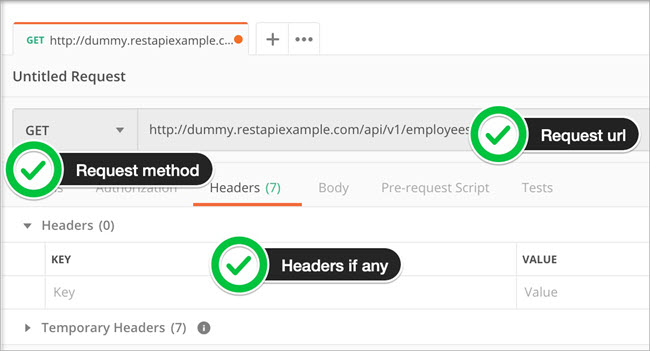 GET http://dummy.restapiexample.c...
Untitled Request
GET http://dummy.restapiexample.com/api/v1/employees Request url
Request method
Authorization Headers (7) Body Pre-request Script Tests
Headers (0)
KEY VALUE
Headers if any
Key Value
Temporary Headers (7)